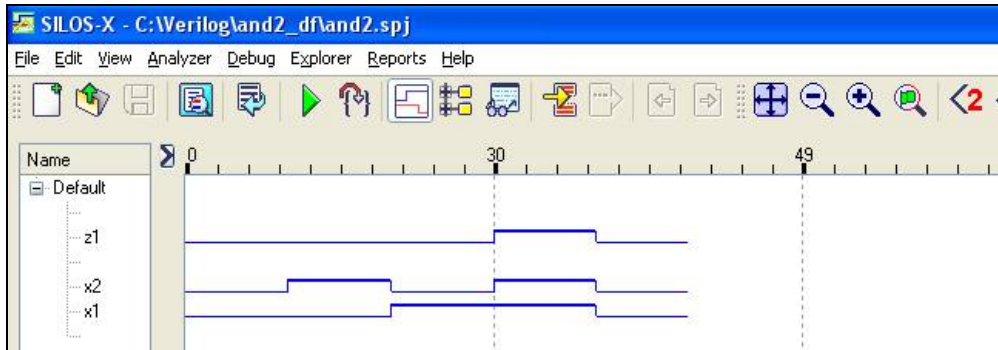 SILOS-X - C:\Verilog\and2_df\and2.spj
File Edit View Analyzer Debug Explorer Reports Help
2
Name
0 30 49
Default
z1
x2
x1